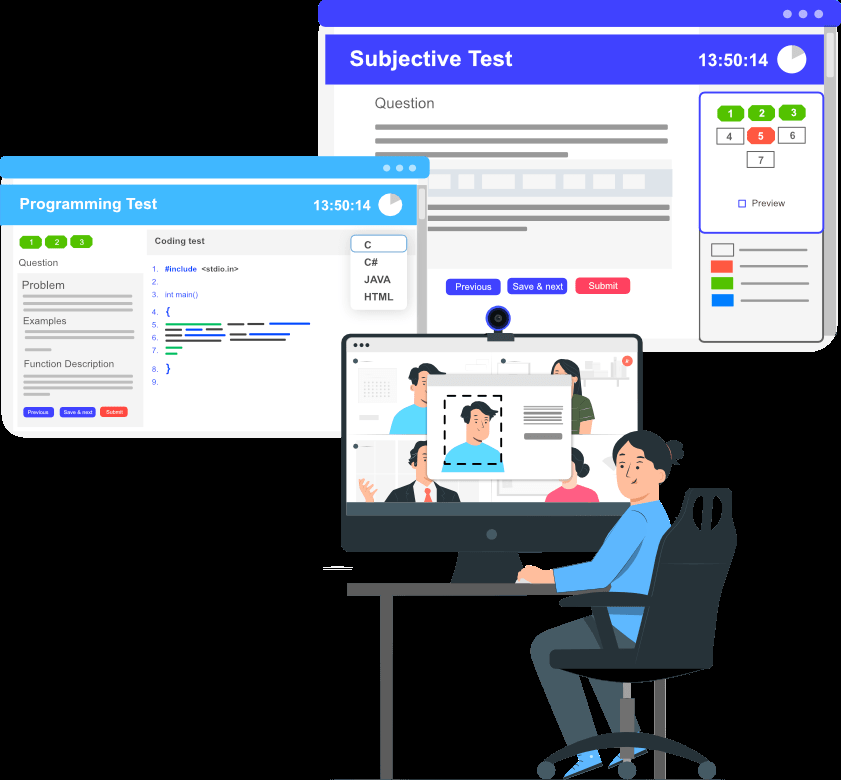 Subjective Test
13:50:14
Question
1 2 3
4 5 6
7
Preview
Previous
Save & next
Submit
Programming Test
13:50:14
1 2 3
Question
Problem
Examples
Function Description
Previous
Save & next
Submit
Coding test
1. #include <stdio.in>
2.
3. int main()
4. {
5.
6.
7.
8. }
9.
C
C#
JAVA
HTML